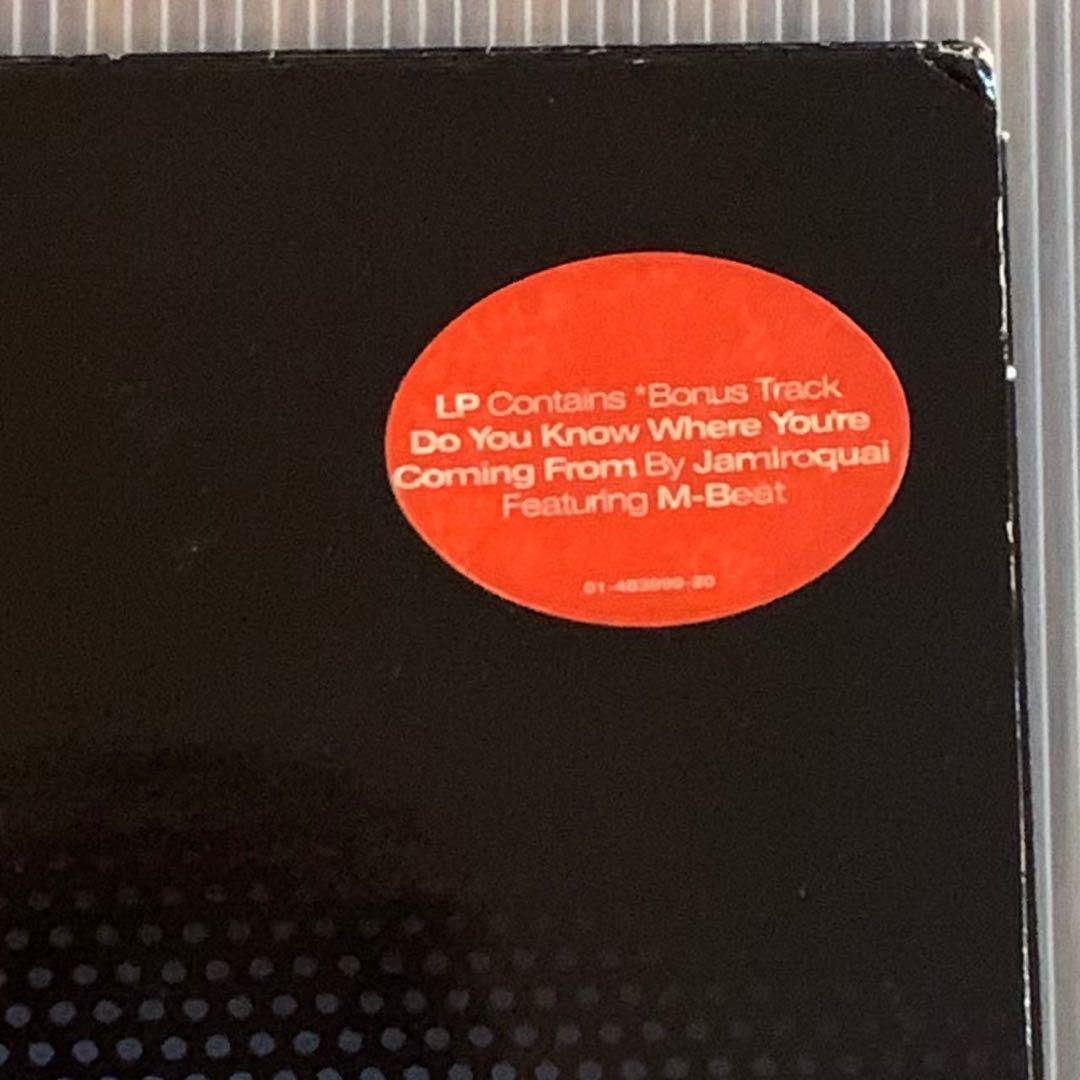 LP Contains *Bonus Track
Do You Know Where You're
Coming From By Jamiroquai
Featuring M-Beat
01-483999-20